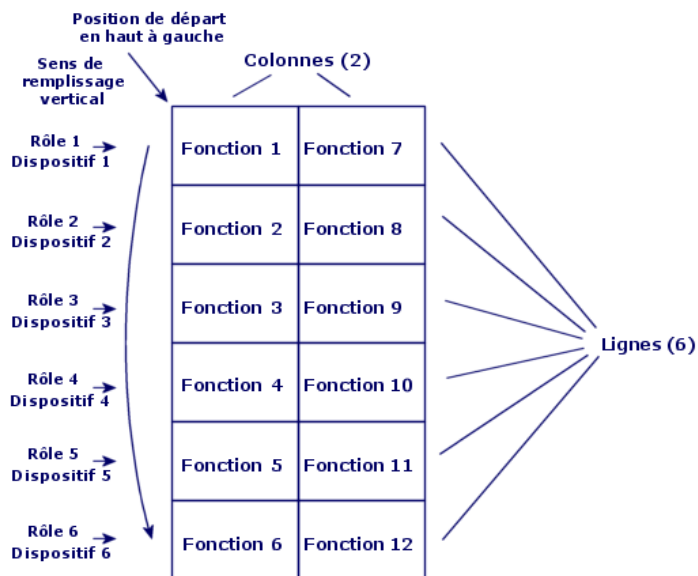 Position de départ
en haut à gauche
Sens de
remplissage
vertical
Colonnes (2)
Rôle 1
Dispositif 1
Fonction 1
Fonction 7
Rôle 2
Dispositif 2
Fonction 2
Fonction 8
Rôle 3
Dispositif 3
Fonction 3
Fonction 9
Lignes (6)
Rôle 4
Dispositif 4
Fonction 4
Fonction 10
Rôle 5
Dispositif 5
Fonction 5
Fonction 11
Rôle 6
Dispositif 6
Fonction 6
Fonction 12